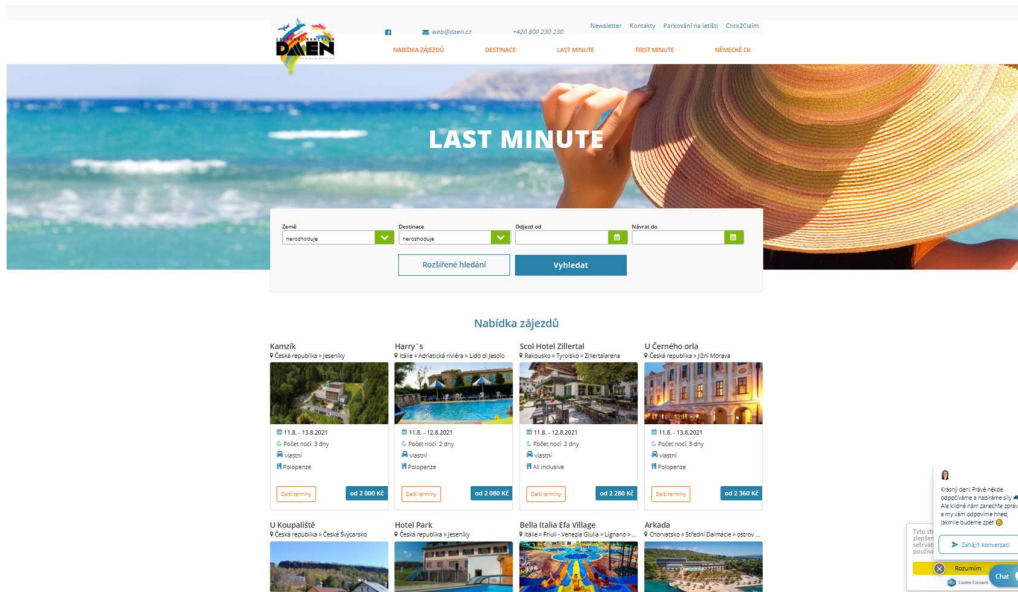 Newsletter Kontakty Parkování na letišti Click2Claim
web@daen.cz +420 800 230 230
DAEN
NABÍDKA ZÁJEZDŮ DESTINACE LAST MINUTE FIRST MINUTE NĚMECKÉ CK
LAST MINUTE
Země Destinace Odjezd od Návrat do
nerozhoduje nerozhoduje
Rozšířené hledání Vyhledat
Nabídka zájezdů
Kamzík Harry´s Scol Hotel Zillertal U Černého orla
Česká republika » Jeseníky Itálie » Adriatická riviéra » Lido di Jesolo Rakousko » Tyrolsko » Zillertalarena Česká republika » Jižní Morava
11.8. - 13.8.2021 11.8. - 12.8.2021 11.8. - 12.8.2021 11.8. - 13.8.2021
Počet nocí: 3 dny Počet nocí: 2 dny Počet nocí: 2 dny Počet nocí: 3 dny
vlastní vlastní vlastní vlastní
Polopenze Polopenze All inclusive Polopenze
Další termíny od 2 000 Kč Další termíny od 2 080 Kč Další termíny od 2 280 Kč Další termíny od 2 360 Kč
U Koupaliště Hotel Park Bella Italia Efa Village Arkada
Česká republika » České Švýcarsko Česká republika » Jeseníky Itálie » Friuli - Venezia Giulia » Lignano » ... Chorvatsko » Střední Dalmácie » ostrov ...
Krásný den! Právě někde
odpočíváme a nabíráme síly
Ale klidně nám zanechte zpráv
a my vám odpovíme hned,
jakmile budeme zpět
Zahájit konverzaci
Tyto st
zlepšen
setrvá
použív
Rozumím
Cookie Consent
Chat